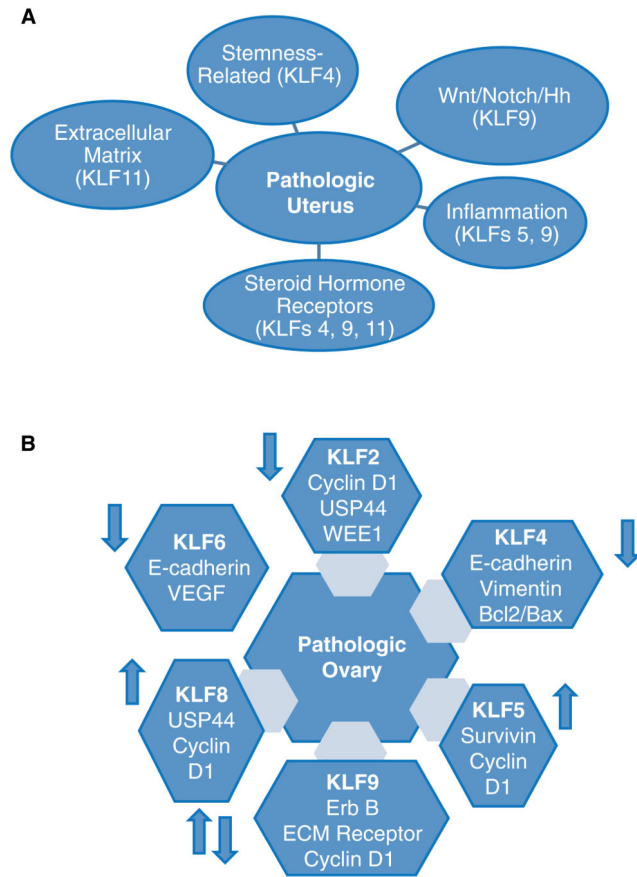 A
Stemness-
Related (KLF4)
Wnt/Notch/Hh
(KLF9)
Extracellular
Matrix
(KLF11)
Pathologic
Uterus
Inflammation
(KLFs 5, 9)
Steroid Hormone
Receptors
(KLFs 4, 9, 11)
B
KLF2
Cyclin D1
USP44
WEE1
KLF6
E-cadherin
VEGF
KLF4
E-cadherin
Vimentin
Bcl2/Bax
Pathologic
Ovary
KLF8
USP44
Cyclin
D1
KLF5
Survivin
Cyclin
D1
KLF9
Erb B
ECM Receptor
Cyclin D1